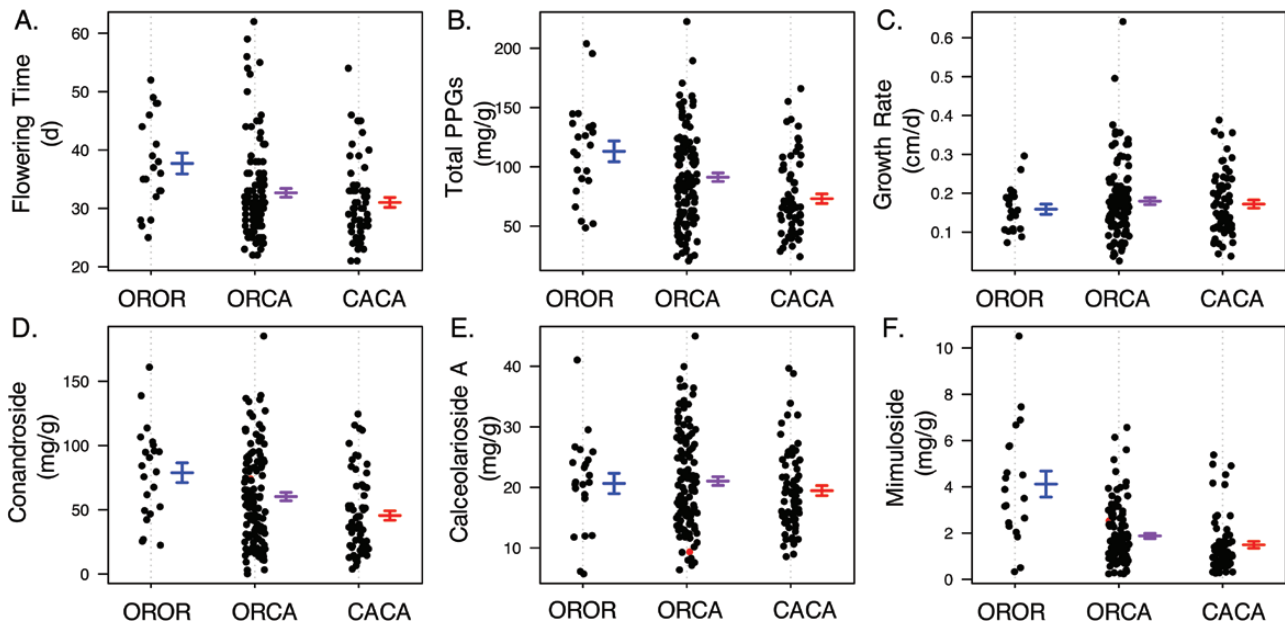 A.
Flowering Time
(d)
60
50
40
30
20
OROR ORCA CACA
B.
Total PPGs
(mg/g)
200
150
100
50
OROR ORCA CACA
C.
Growth Rate
(cm/d)
0.6
0.5
0.4
0.3
0.2
0.1
OROR ORCA CACA
D.
Conandroside
(mg/g)
150
100
50
0
OROR ORCA CACA
E.
Calceolarioside A
(mg/g)
40
30
20
10
OROR ORCA CACA
F.
Mimuloside
(mg/g)
10
8
6
4
2
0
OROR ORCA CACA